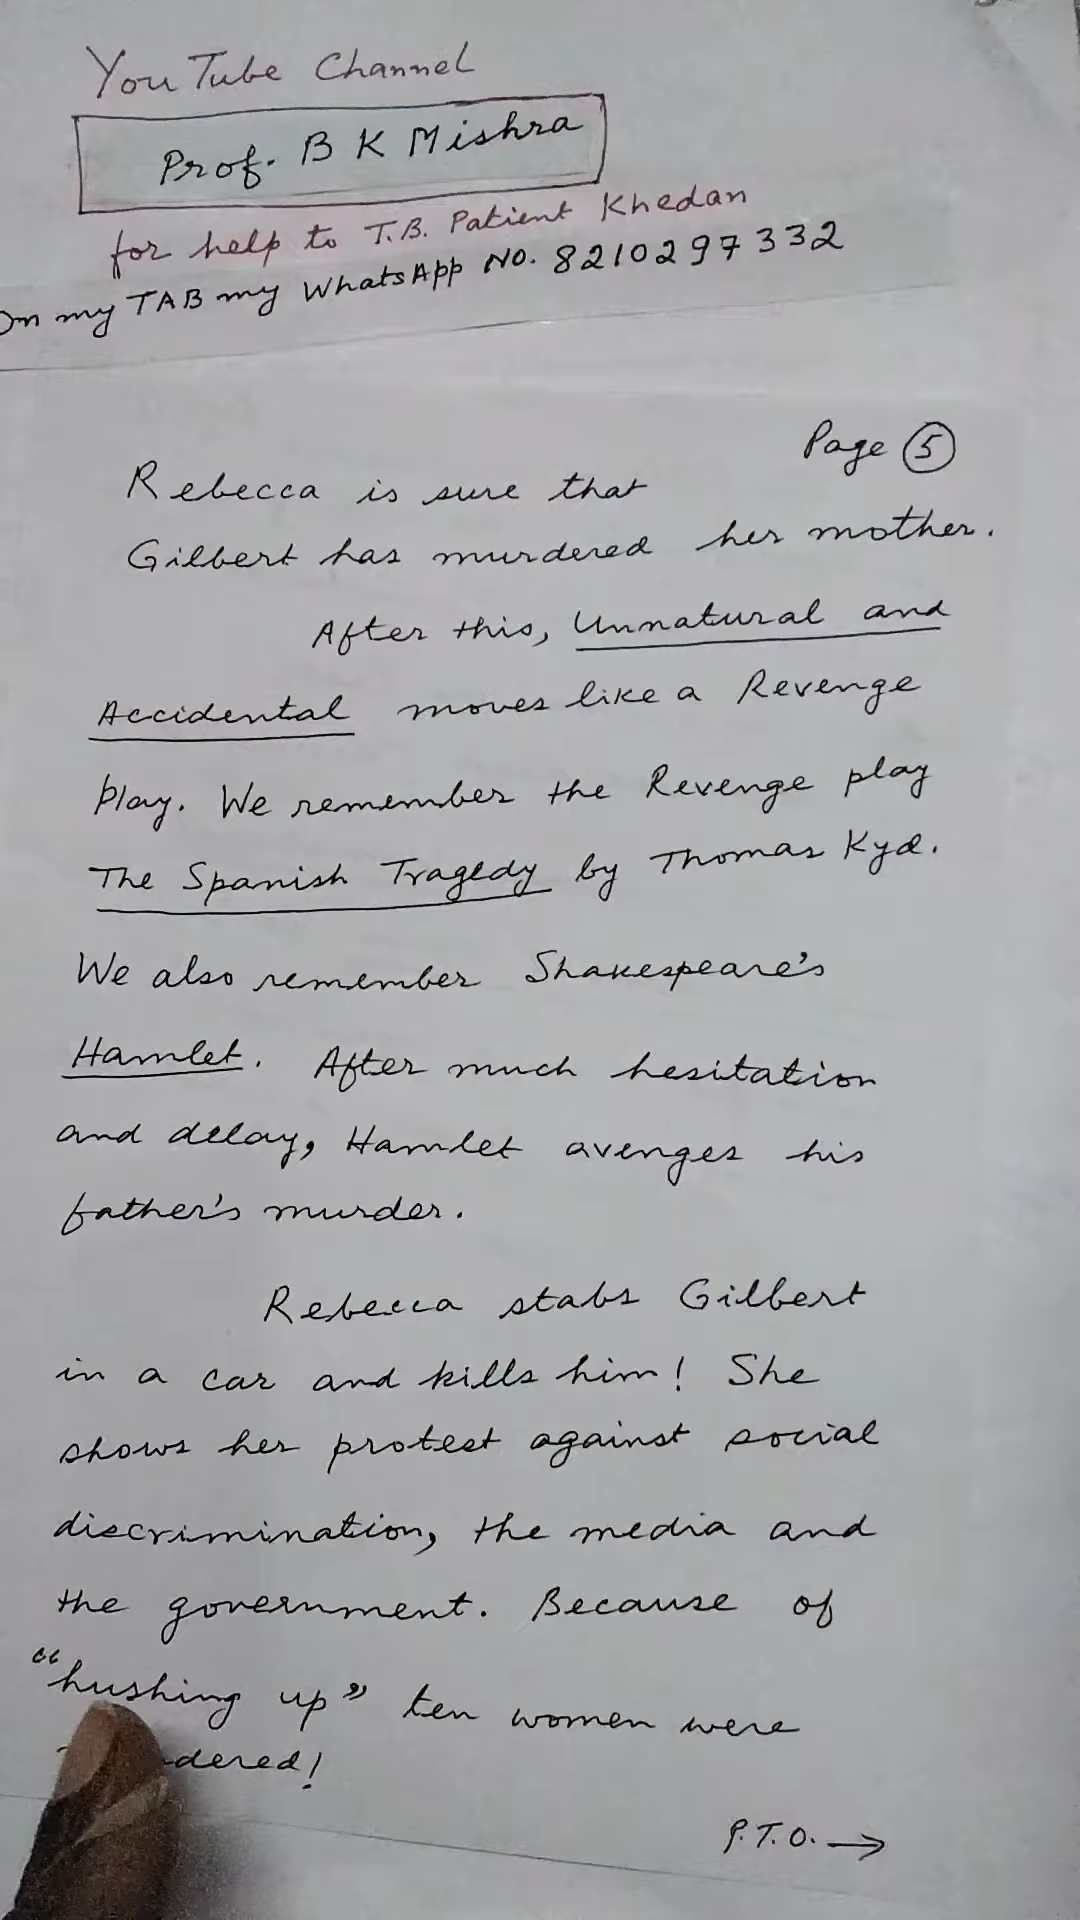 YouTube Channel
Prof. B K Mishra
for help to T.B. Patient Khedan
On my TAB my WhatsApp NO. 8210297332
Page 5
Rebecca is sure that
Gilbert has murdered her mother.
After this, Unnatural and
Accidental moves like a Revenge
play. We remember the Revenge play
The Spanish Tragedy by Thomas Kyd.
We also remember Shakespeare's
Hamlet. After much hesitation
and delay, Hamlet avenges his
father's murder.
Rebecca stabs Gilbert
in a car and kills him! She
shows her protest against social
discrimination, the media and
the government. Because of
"hushing up" ten women were
dered!
P.T.O. →